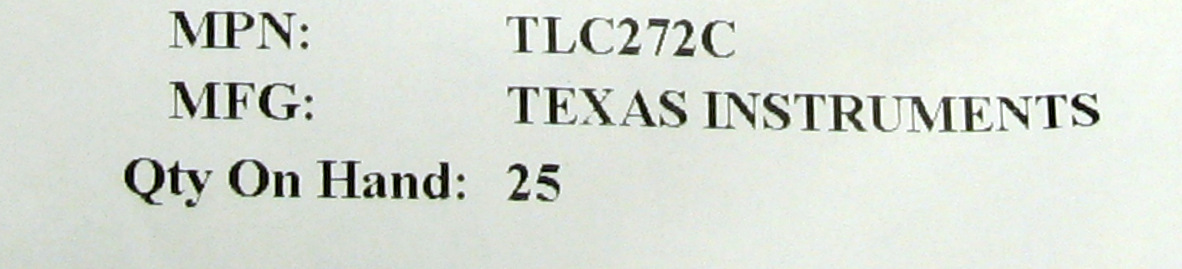 MPN: TLC272C
MFG: TEXAS INSTRUMENTS
Qty On Hand: 25